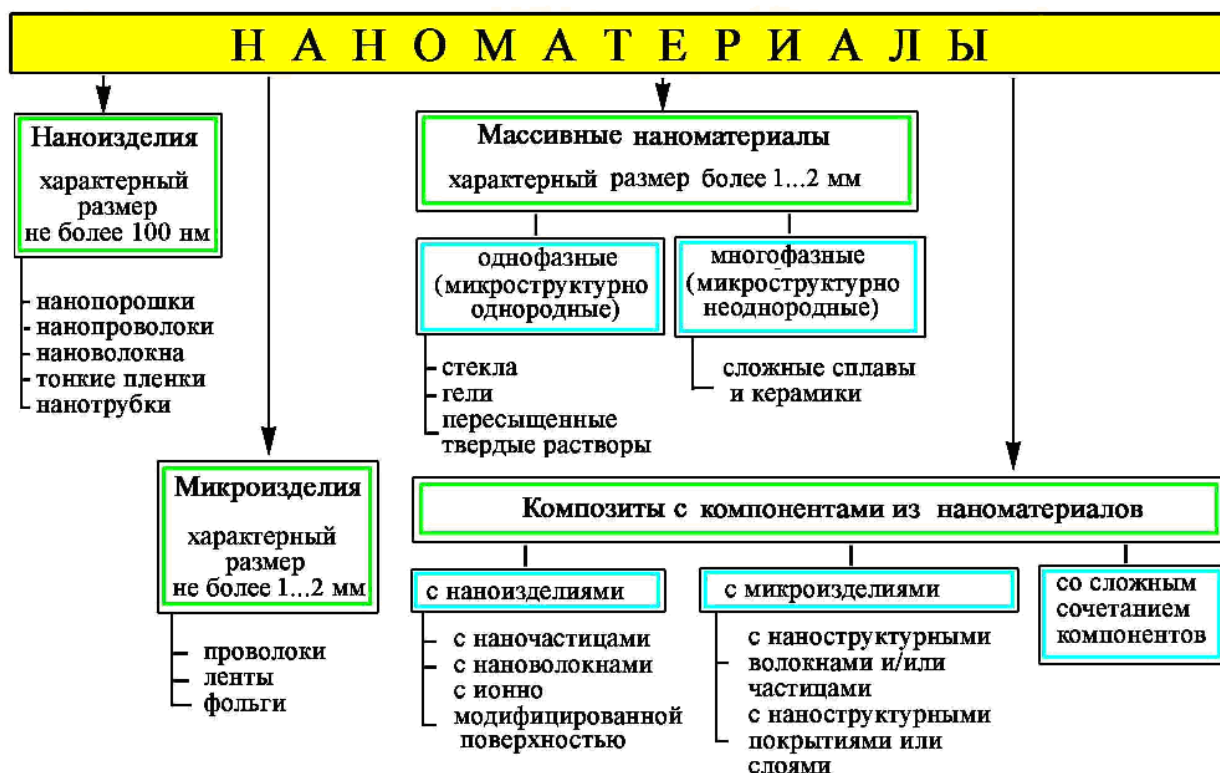 НАНОМАТЕРИАЛЫ
Наноизделия
характерный
размер
не более 100 нм
нанопорошки
нанопроволоки
нановолокна
тонкие пленки
нанотрубки
Микроизделия
характерный
размер
не более 1...2 мм
проволоки
ленты
фольги
Массивные наноматериалы
характерный размер более 1...2 мм
однофазные
(микроструктурно
однородные)
стекла
гели
пересыщенные
твердые растворы
многофазные
(микроструктурно
неоднородные)
сложные сплавы
и керамики
Композиты с компонентами из наноматериалов
с наноизделиями
с наночастицами
с нановолокнами
с ионно
модифицированной
поверхностью
с микроизделиями
с наноструктурными
волокнами и/или
частицами
с наноструктурными
покрытиями или
слоями
со сложным
сочетанием
компонентов